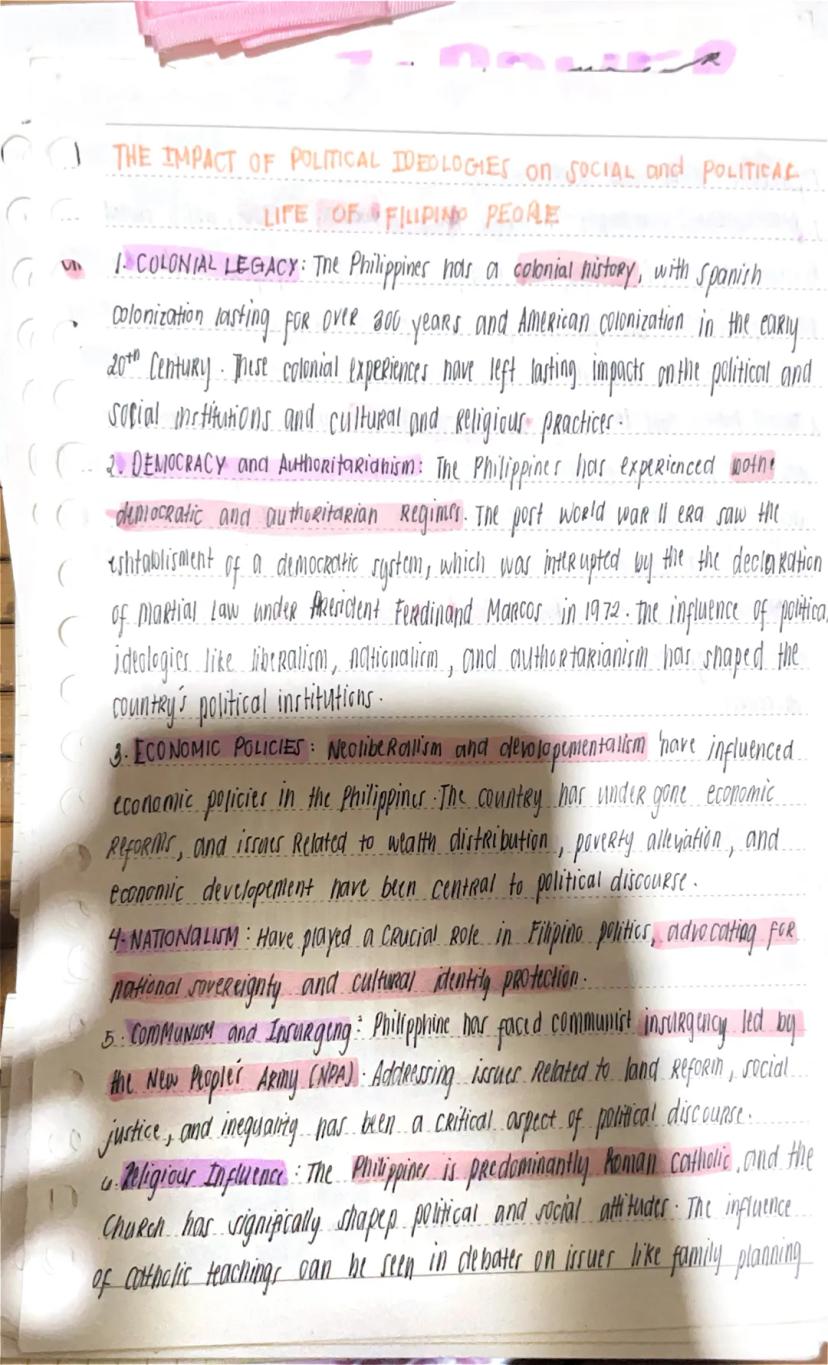 THE IMPACT OF POLITICAL IDEOLOGIES on SOCIAL and POLITICAL
LIFE OF FILIPINO PEOPLE
1. COLONIAL LEGACY: The Philippines has a colonial history, with Spanish
colonization lasting for over 300 years and American colonization in the early
20th Century. These colonial experiences have left lasting impacts on the political and
social institutions and cultural and religious practices.
2. DEMOCRACY and Authoritarianism: The Philippines has experienced both
democratic and authoritarian Regimes. The post world war II era saw the
eshtablisment of a democratic system, which was interupted by the the declaration
of martial law under President Ferdinand Marcos in 1972. The influence of politica
ideologies like liberalism, nationalism, and authortarianism has shaped the
country's political institutions.
3. ECONOMIC POLICIES: Neoliberalism and devolopementalism have influenced
economic policies in the Philippines. The country has under gone economic
Reforms, and issues Related to wealth distribution, poverty alleviation, and
economic developement have been central to political discourse.
4. NATIONALISM: Have played a crucial Role in Filipino politics, advocating for
national sovereignty and cultural identity protection.
5. COMMUNISM and Insurgeng: Philipphine has faced communist insurgency led by
the New People's Army (NPA). Addressing issues Related to land Reform, social
justice, and inequality has been a critical aspect of political discourse.
6. Religious Influence: The Philippines is predominantly Roman catholic, and the
Church has significally shaped political and social attitudes. The influence
of catholic teachings can be seen in debates on issues like family planning